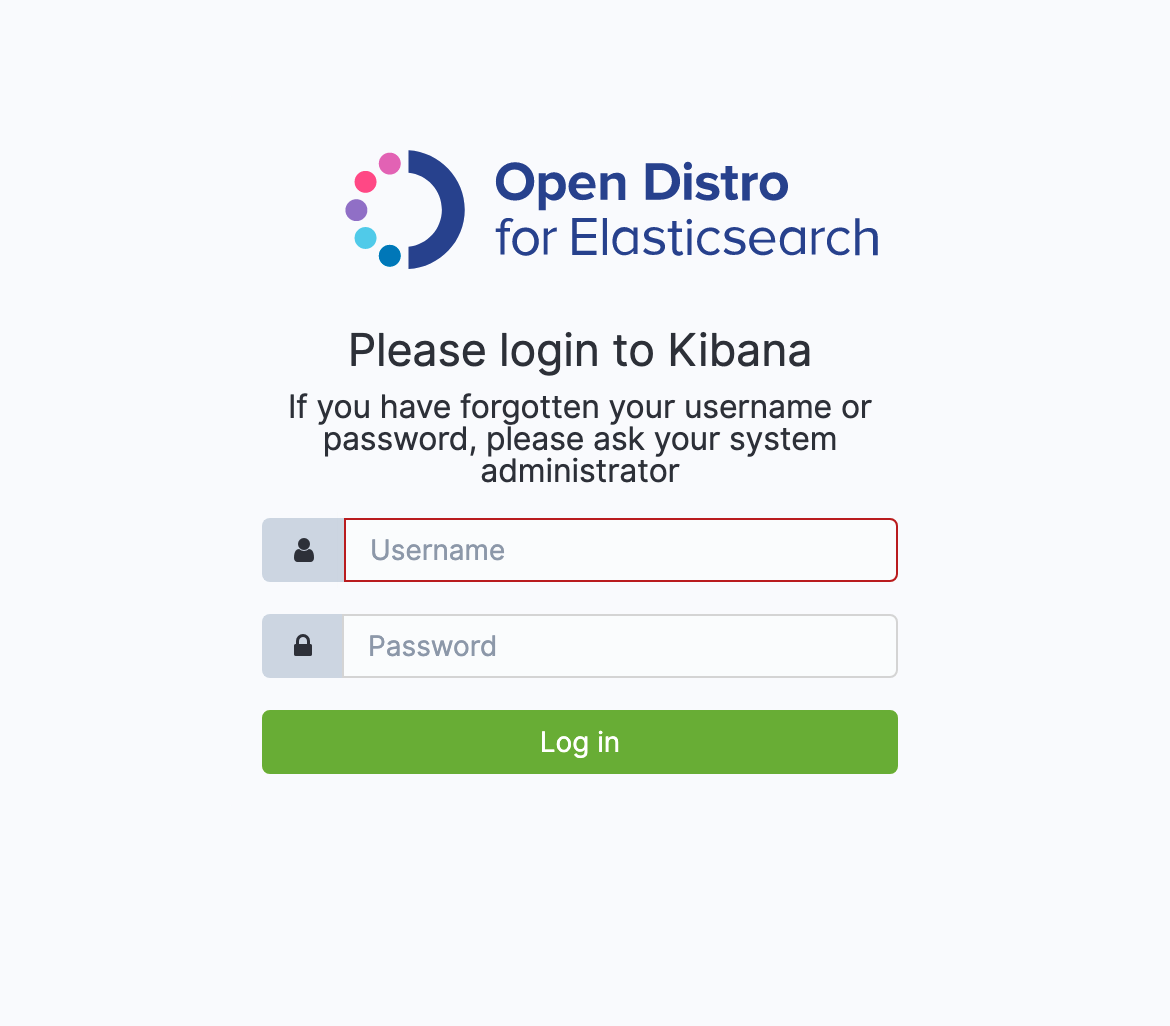 Open Distro
for Elasticsearch
Please login to Kibana
If you have forgotten your username or
password, please ask your system
administrator
Username
Password
Log in